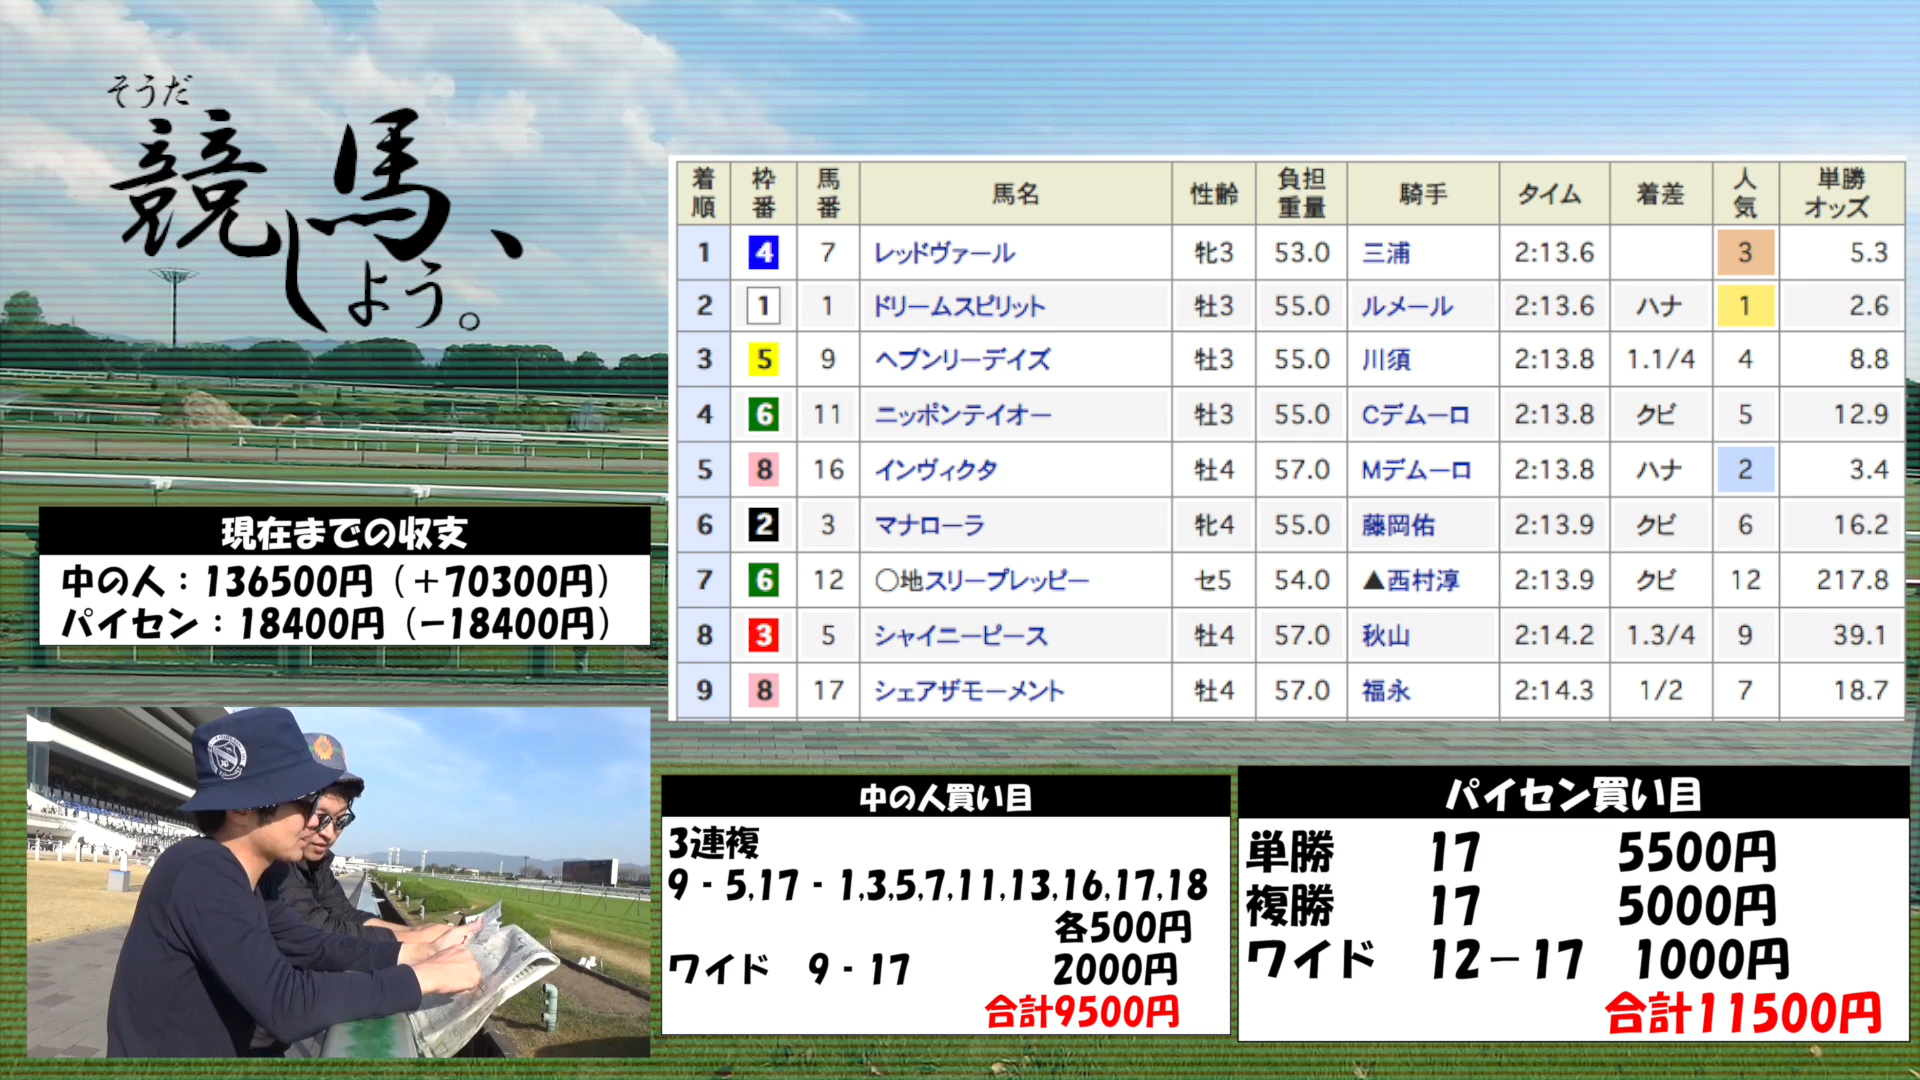 そうだ
競馬、
しよう。
着順 枠番 馬番 馬名 性齢 負担重量 騎手 タイム 着差 人気 単勝オッズ
1 4 7 レッドヴァール 牝3 53.0 三浦 2:13.6 3 5.3
2 1 1 ドリームスピリット 牡3 55.0 ルメール 2:13.6 ハナ 1 2.6
3 5 9 ヘブンリーデイズ 牡3 55.0 川須 2:13.8 1.1/4 4 8.8
4 6 11 ニッポンテイオー 牡3 55.0 Cデムーロ 2:13.8 クビ 5 12.9
5 8 16 インヴィクタ 牡4 57.0 Mデムーロ 2:13.8 ハナ 2 3.4
6 2 3 マナローラ 牝4 55.0 藤岡佑 2:13.9 クビ 6 16.2
7 6 12 ○地スリープレッピー セ5 54.0 ▲西村淳 2:13.9 クビ 12 217.8
8 3 5 シャイニーピース 牡4 57.0 秋山 2:14.2 1.3/4 9 39.1
9 8 17 シェアザモーメント 牡4 57.0 福永 2:14.3 1/2 7 18.7
現在までの収支
中の人：136500円（＋70300円）
パイセン：18400円（−18400円）
中の人買い目
3連複
9 - 5,17 - 1,3,5,7,11,13,16,17,18
各500円
ワイド 9 - 17 2000円
合計9500円
パイセン買い目
単勝 17 5500円
複勝 17 5000円
ワイド 12−17 1000円
合計11500円